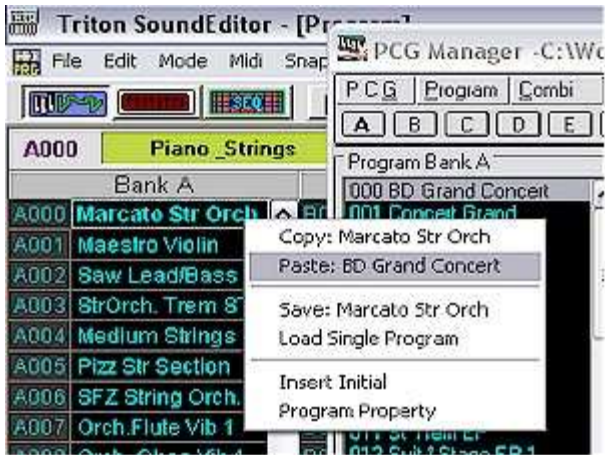 Triton SoundEditor - [Program]
File Edit Mode Midi Snap
SEQ
A000 Piano_Strings
Bank A
A000 Marcato Str Orch
A001 Maestro Violin
A002 Saw Lead/Bass
A003 StrOrch. Trem ST
A004 Medium Strings
A005 Pizz Str Section
A006 SFZ String Orch.
A007 Orch.Flute Vib 1
PCG Manager -C:\Wo
PCG Program Combi
A B C D E
Program Bank A
000 BD Grand Concert
001 Concert Grand
Copy: Marcato Str Orch
Paste: BD Grand Concert
Save: Marcato Str Orch
Load Single Program
Insert Initial
Program Property